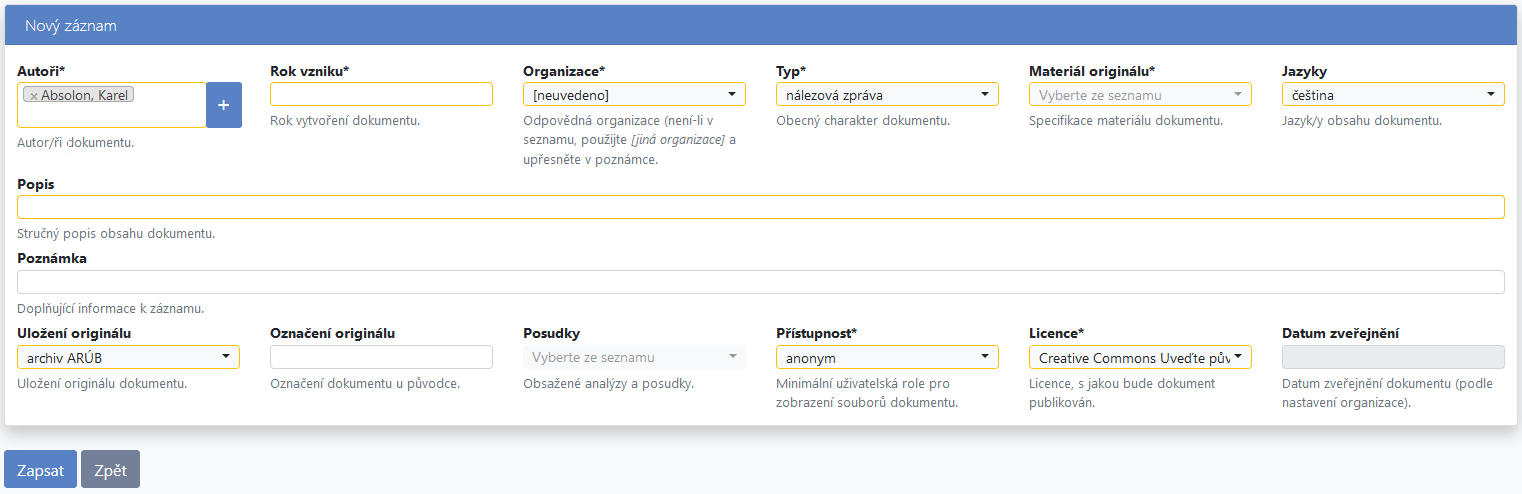 Nový záznam
Autoři* Rok vzniku* Organizace* Typ* Materiál originálu* Jazyky
× Absolon, Karel + [neuvedeno] nálezová zpráva Vyberte ze seznamu čeština
Autor/ři dokumentu. Rok vytvoření dokumentu. Odpovědná organizace (není-li v
seznamu, použijte [jiná organizace] a
upřesněte v poznámce. Obecný charakter dokumentu. Specifikace materiálu dokumentu. Jazyk/y obsahu dokumentu.
Popis
Stručný popis obsahu dokumentu.
Poznámka
Doplňující informace k záznamu.
Uložení originálu Označení originálu Posudky Přístupnost* Licence* Datum zveřejnění
archiv ARÚB Vyberte ze seznamu anonym Creative Commons Uveďte pův
Uložení originálu dokumentu. Označení dokumentu u původce. Obsažené analýzy a posudky. Minimální uživatelská role pro
zobrazení souborů dokumentu. Licence, s jakou bude dokument
publikován. Datum zveřejnění dokumentu (podle
nastavení organizace).
Zapsat Zpět